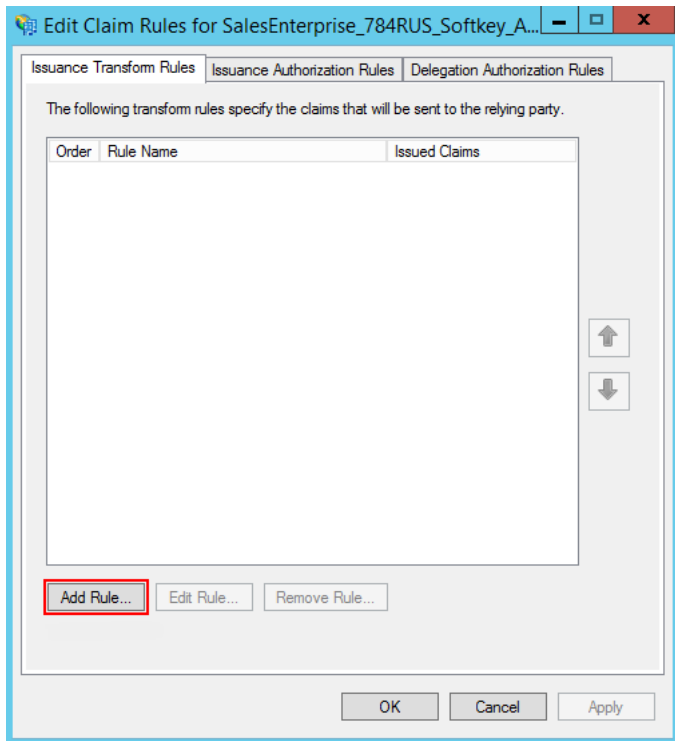 Edit Claim Rules for SalesEnterprise_784RUS_Softkey_A...
Issuance Transform Rules Issuance Authorization Rules Delegation Authorization Rules
The following transform rules specify the claims that will be sent to the relying party.
Order Rule Name Issued Claims
Add Rule... Edit Rule... Remove Rule...
OK Cancel Apply